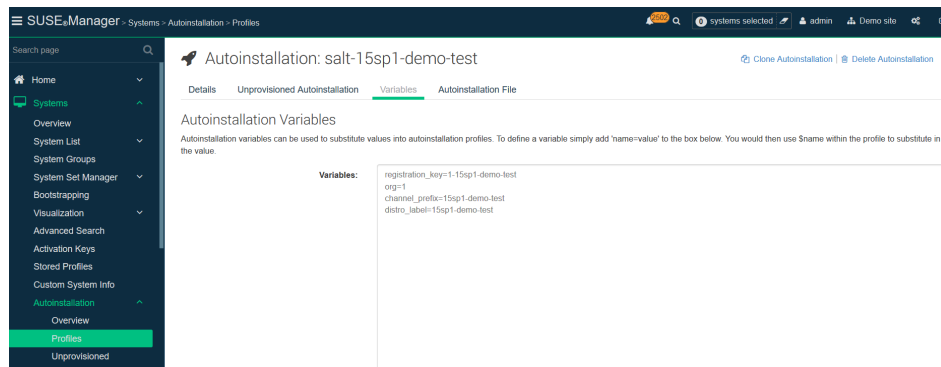 SUSE®Manager > Systems > Autoinstallation > Profiles
2500
0 systems selected
admin
Demo site
Search page
Home
Systems
Overview
System List
System Groups
System Set Manager
Bootstrapping
Visualization
Advanced Search
Activation Keys
Stored Profiles
Custom System Info
Autoinstallation
Overview
Profiles
Unprovisioned
Autoinstallation: salt-15sp1-demo-test
Clone Autoinstallation | Delete Autoinstallation
Details Unprovisioned Autoinstallation Variables Autoinstallation File
Autoinstallation Variables
Autoinstallation variables can be used to substitute values into autoinstallation profiles. To define a variable simply add 'name=value' to the box below. You would then use $name within the profile to substitute in
the value.
Variables:
registration_key=1-15sp1-demo-test
org=1
channel_prefix=15sp1-demo-test
distro_label=15sp1-demo-test